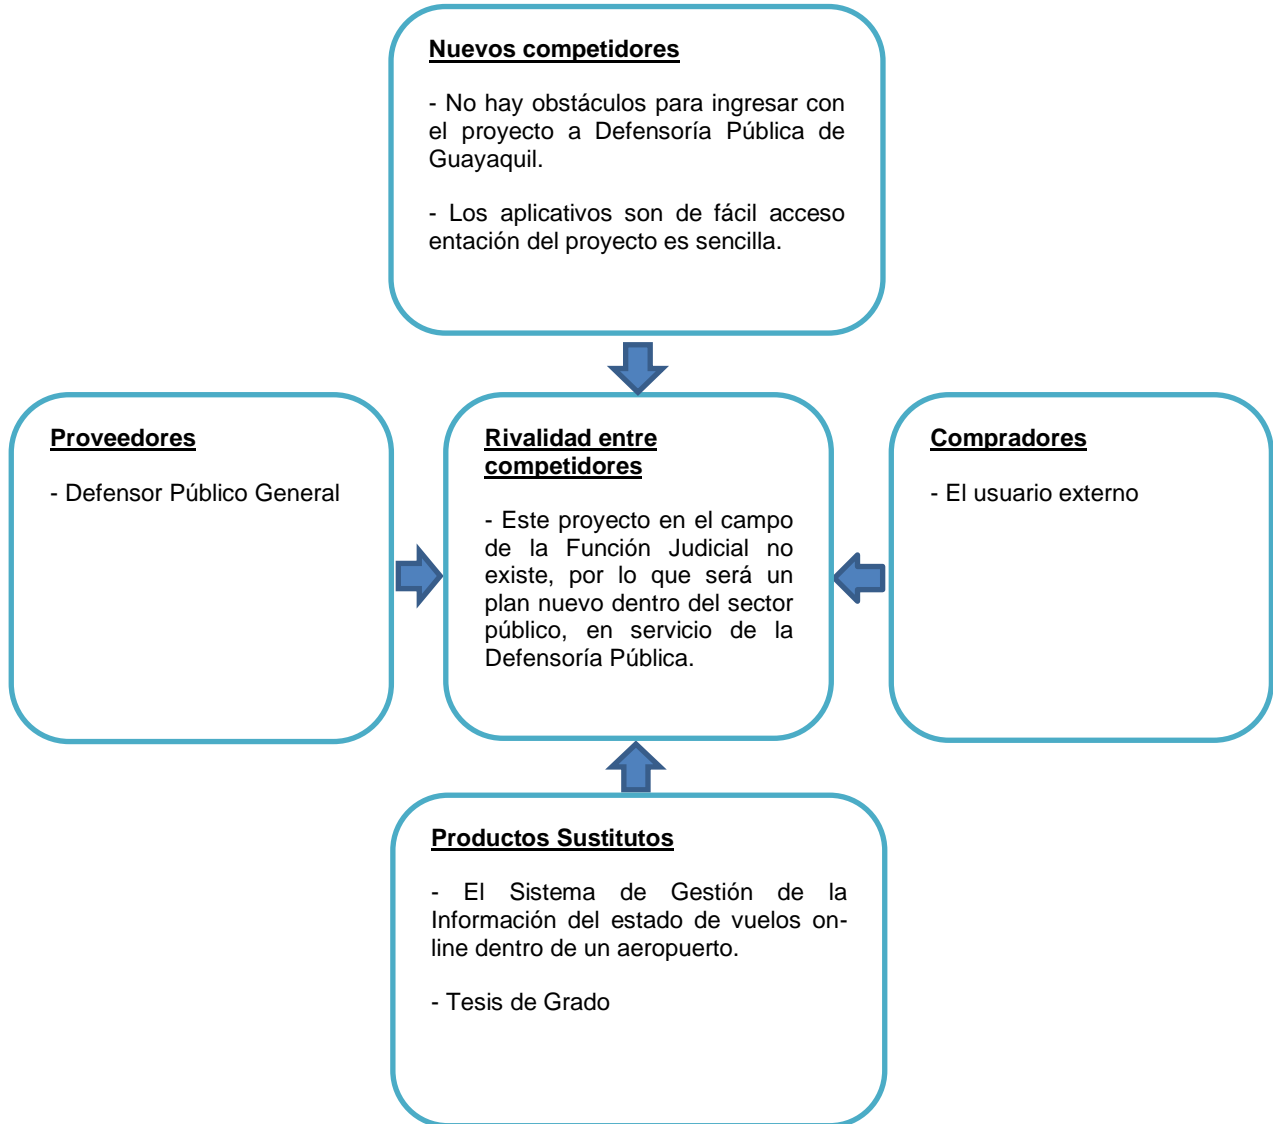 Nuevos competidores
- No hay obstáculos para ingresar con
el proyecto a Defensoría Pública de
Guayaquil.
- Los aplicativos son de fácil acceso
entación del proyecto es sencilla.
Proveedores
- Defensor Público General
Rivalidad entre
competidores
- Este proyecto en el campo
de la Función Judicial no
existe, por lo que será un
plan nuevo dentro del sector
público, en servicio de la
Defensoría Pública.
Compradores
- El usuario externo
Productos Sustitutos
- El Sistema de Gestión de la
Información del estado de vuelos on-
line dentro de un aeropuerto.
- Tesis de Grado